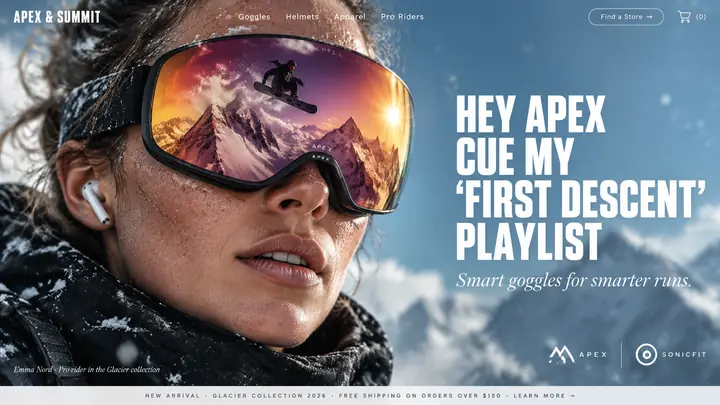 APEX & SUMMIT
Goggles Helmets Apparel Pro Riders
Find a Store →
(0)
APEX
APEX
HEY APEX
CUE MY
‘FIRST DESCENT’
PLAYLIST
Smart goggles for smarter runs.
APEX
SONICFIT
Emma Nord - Pro rider in the Glacier collection
NEW ARRIVAL - GLACIER COLLECTION 2026 - FREE SHIPPING ON ORDERS OVER $150 - LEARN MORE →